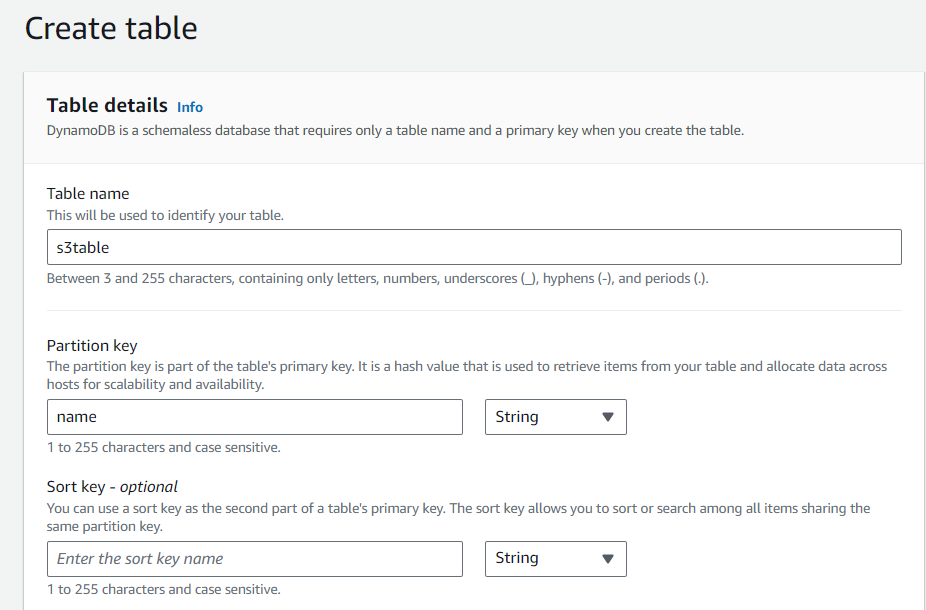 Create table
Table details Info
DynamoDB is a schemaless database that requires only a table name and a primary key when you create the table.
Table name
This will be used to identify your table.
s3table
Between 3 and 255 characters, containing only letters, numbers, underscores (_), hyphens (-), and periods (.).
Partition key
The partition key is part of the table's primary key. It is a hash value that is used to retrieve items from your table and allocate data across
hosts for scalability and availability.
name String
1 to 255 characters and case sensitive.
Sort key - optional
You can use a sort key as the second part of a table's primary key. The sort key allows you to sort or search among all items sharing the
same partition key.
Enter the sort key name String
1 to 255 characters and case sensitive.